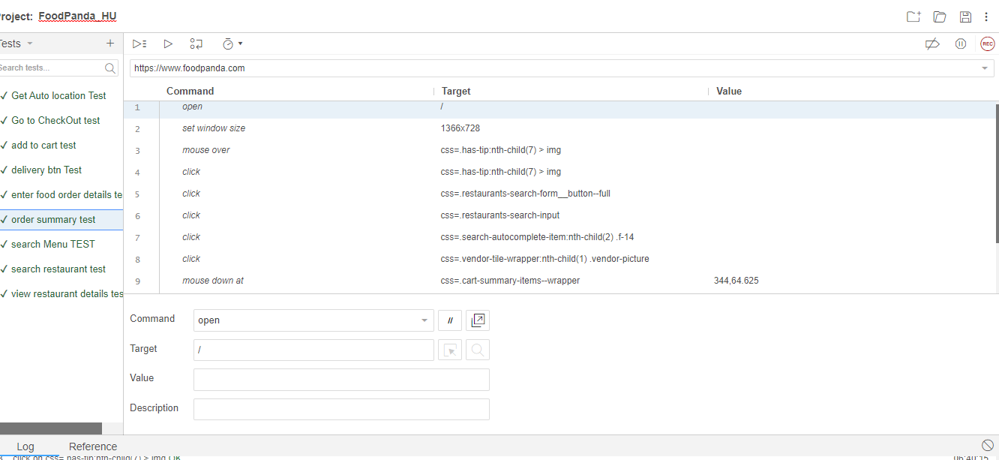 roject: FoodPanda_HU
ests
Search tests...
✓ Get Auto location Test
✓ Go to CheckOut test
✓ add to cart test
✓ delivery btn Test
✓ enter food order details te
✓ order summary test
✓ search Menu TEST
✓ search restaurant test
✓ view restaurant details tes
REC
https://www.foodpanda.com
Command Target Value
1 open /
2 set window size 1366x728
3 mouse over css=.has-tip:nth-child(7) > img
4 click css=.has-tip:nth-child(7) > img
5 click css=.restaurants-search-form__button--full
6 click css=.restaurants-search-input
7 click css=.search-autocomplete-item:nth-child(2) .f-14
8 click css=.vendor-tile-wrapper:nth-child(1) .vendor-picture
9 mouse down at css=.cart-summary-items--wrapper 344,64.625
Command open //
Target /
Value
Description
Log Reference
click on css=.has-tip:nth-child(7) > img OK 06:40:15